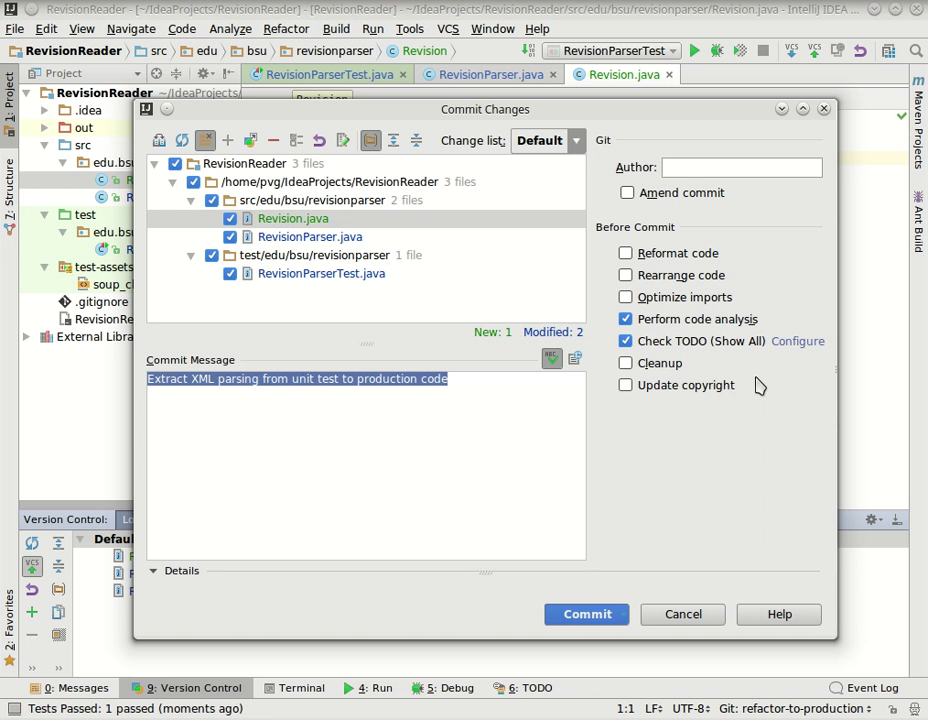 RevisionReader - [~/IdeaProjects/RevisionReader] - [RevisionReader] - ~/IdeaProjects/RevisionReader/src/edu/bsu/revisionparser/Revision.java - IntelliJ IDEA ...
File Edit View Navigate Code Analyze Refactor Build Run Tools VCS Window Help
RevisionReader src edu bsu revisionparser Revision RevisionParserTest VCS VCS
Project RevisionParserTest.java RevisionParser.java Revision.java
RevisionReader ~/IdeaProjects/ Revision
Commit Changes
.idea
out
src
edu.bs
R
R
test
edu.bs
R
test-assets
soup_cl
.gitignore
RevisionRe
External Libra
1: Project
7: Structure
2: Favorites
Maven Projects
Ant Build
Change list: Default
RevisionReader 3 files
/home/pvg/IdeaProjects/RevisionReader 3 files
src/edu/bsu/revisionparser 2 files
Revision.java
RevisionParser.java
test/edu/bsu/revisionparser 1 file
RevisionParserTest.java
New: 1 Modified: 2
Commit Message
Extract XML parsing from unit test to production code
Details
Git
Author:
Amend commit
Before Commit
Reformat code
Rearrange code
Optimize imports
Perform code analysis
Check TODO (Show All) Configure
Cleanup
Update copyright
Commit Cancel Help
Version Control: Lo
Defaul
VCS
0: Messages 9: Version Control Terminal 4: Run 5: Debug 6: TODO Event Log
Tests Passed: 1 passed (moments ago) 1:1 LF UTF-8 Git: refactor-to-production